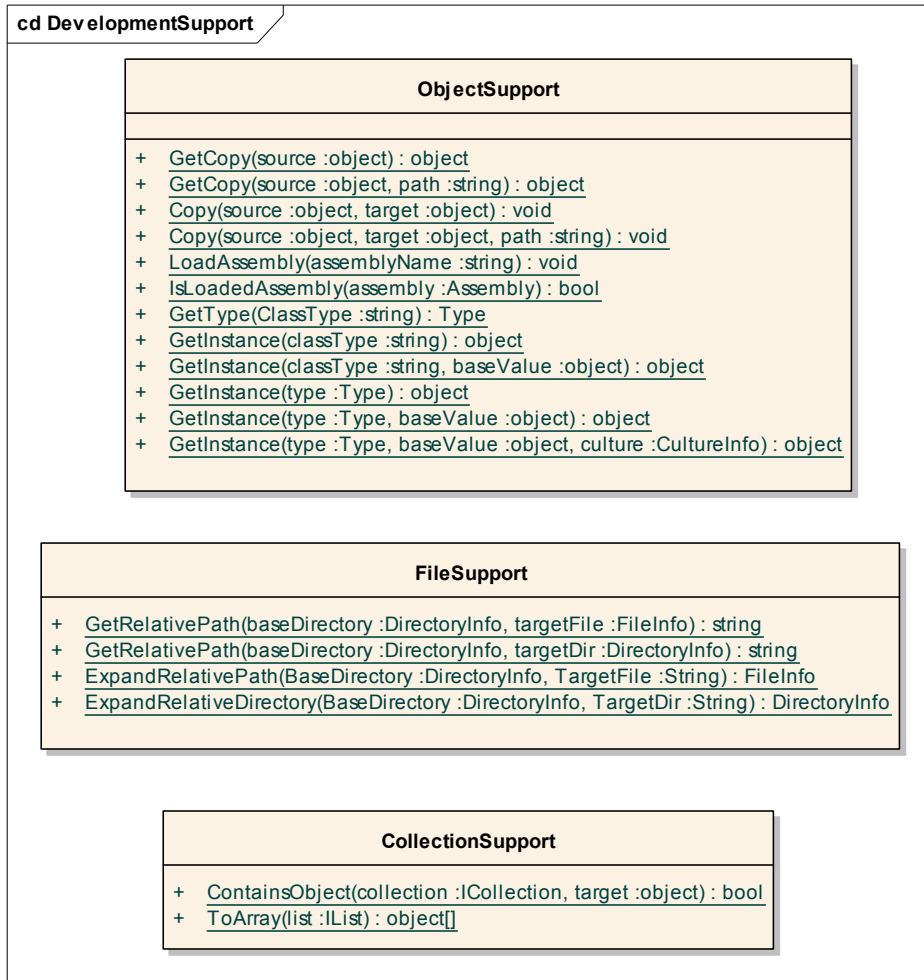 cd DevelopmentSupport
ObjectSupport
+ GetCopy(source :object) : object
+ GetCopy(source :object, path :string) : object
+ Copy(source :object, target :object) : void
+ Copy(source :object, target :object, path :string) : void
+ LoadAssembly(assemblyName :string) : void
+ IsLoadedAssembly(assembly :Assembly) : bool
+ GetType(ClassType :string) : Type
+ GetInstance(classType :string) : object
+ GetInstance(classType :string, baseValue :object) : object
+ GetInstance(type :Type) : object
+ GetInstance(type :Type, baseValue :object) : object
+ GetInstance(type :Type, baseValue :object, culture :CultureInfo) : object
FileSupport
+ GetRelativePath(baseDirectory :DirectoryInfo, targetFile :FileInfo) : string
+ GetRelativePath(baseDirectory :DirectoryInfo, targetDir :DirectoryInfo) : string
+ ExpandRelativePath(BaseDirectory :DirectoryInfo, TargetFile :String) : FileInfo
+ ExpandRelativeDirectory(BaseDirectory :DirectoryInfo, TargetDir :String) : DirectoryInfo
CollectionSupport
+ ContainsObject(collection :ICollection, target :object) : bool
+ ToArray(list :IList) : object[]